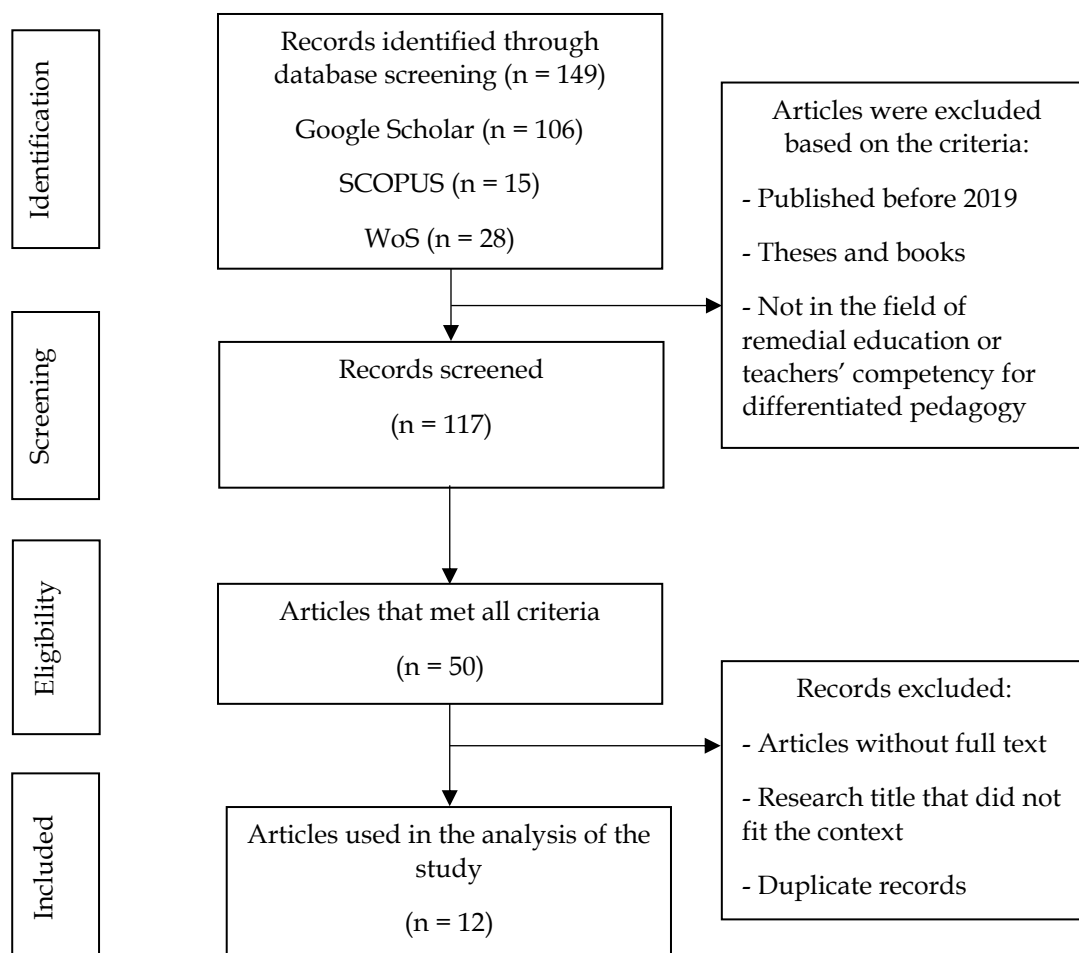 Identification
Records identified through
database screening (n = 149)
Google Scholar (n = 106)
SCOPUS (n = 15)
WoS (n = 28)
Articles were excluded
based on the criteria:
- Published before 2019
- Theses and books
- Not in the field of
remedial education or
teachers’ competency for
differentiated pedagogy
Screening
Records screened
(n = 117)
Eligibility
Articles that met all criteria
(n = 50)
Records excluded:
- Articles without full text
- Research title that did not
fit the context
- Duplicate records
Included
Articles used in the analysis of the
study
(n = 12)